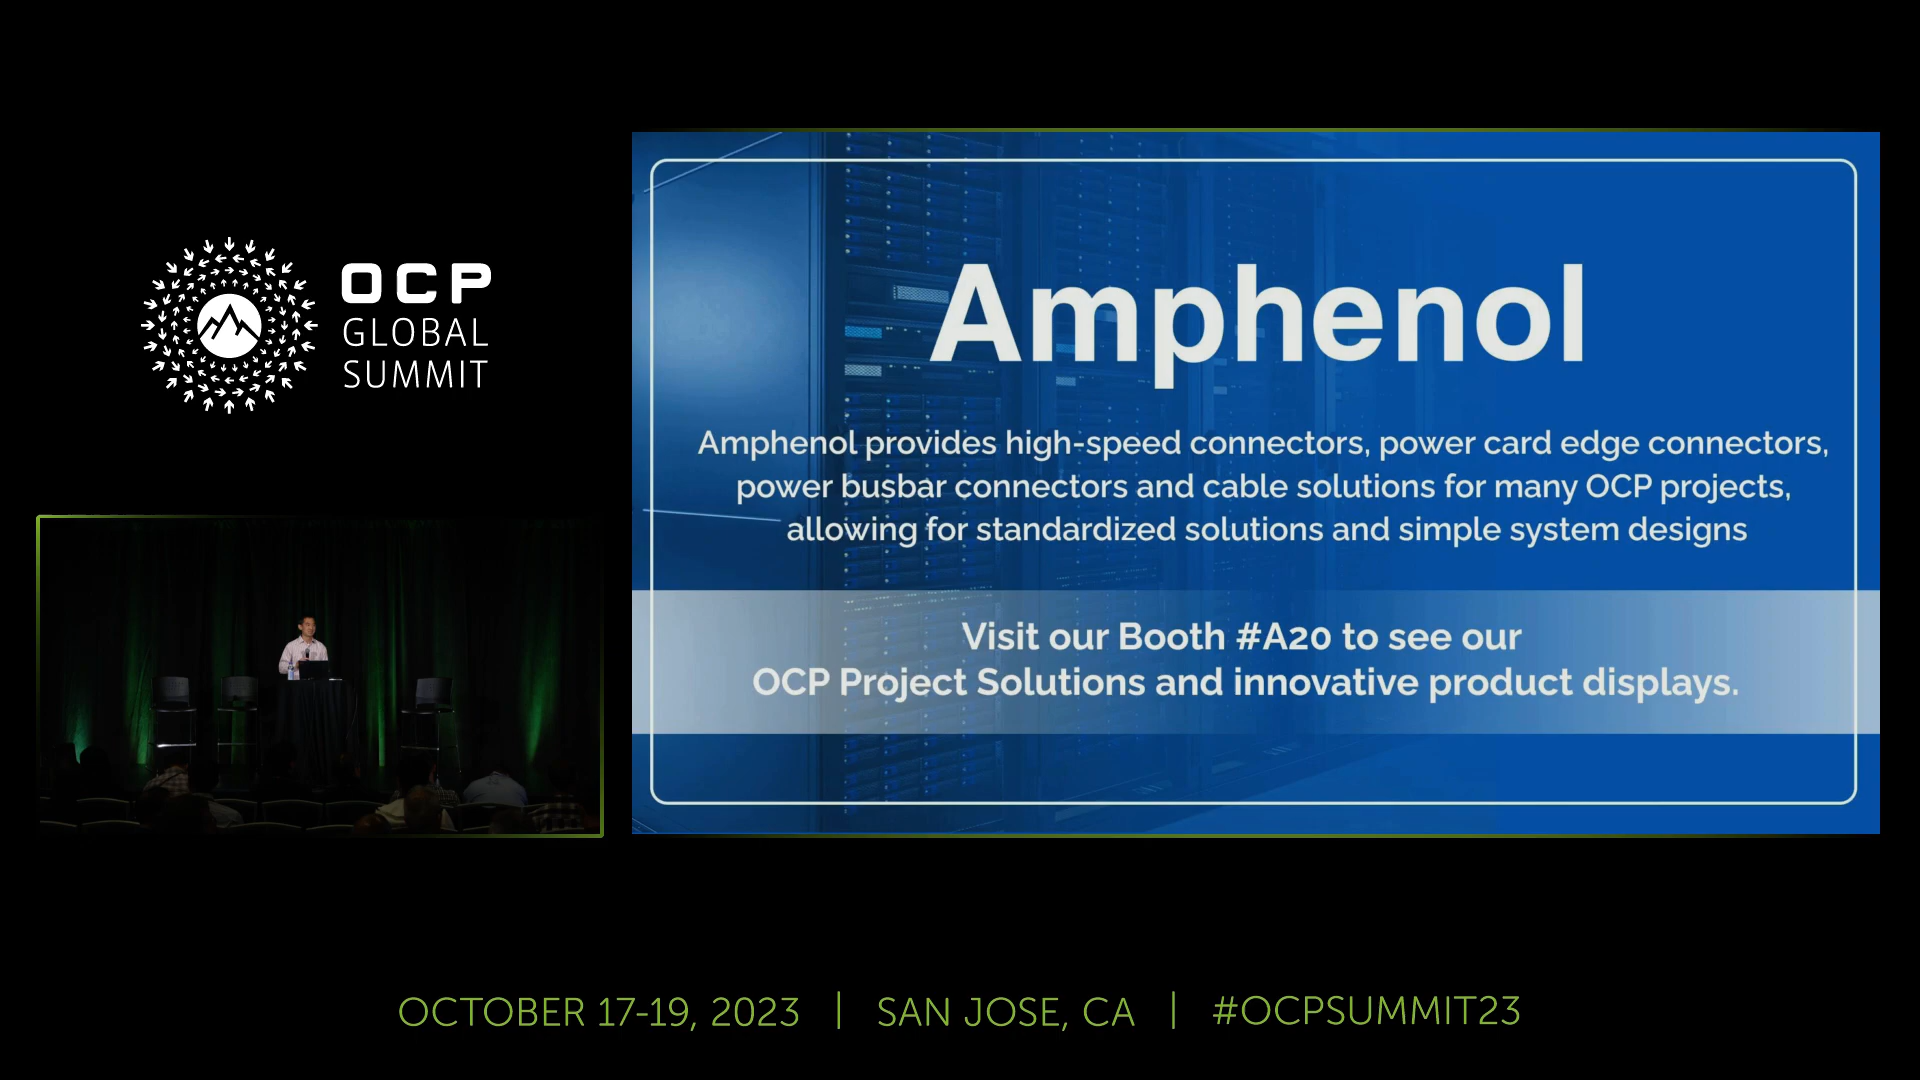 OCP
GLOBAL
SUMMIT
Amphenol
Amphenol provides high-speed connectors, power card edge connectors,
power busbar connectors and cable solutions for many OCP projects,
allowing for standardized solutions and simple system designs
Visit our Booth #A20 to see our
OCP Project Solutions and innovative product displays.
OCTOBER 17-19, 2023 | SAN JOSE, CA | #OCPSUMMIT23